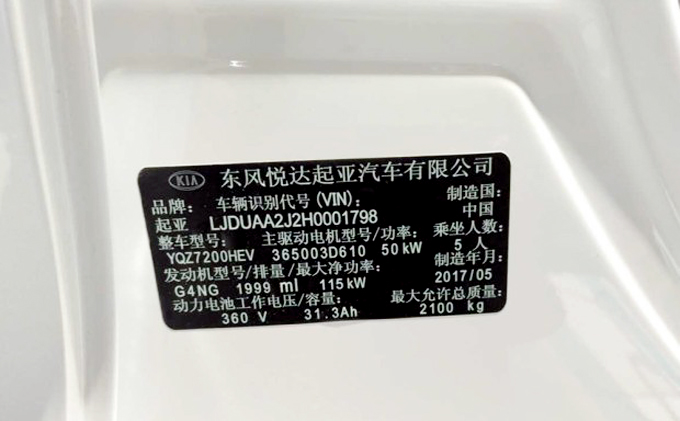 KIA 东风悦达起亚汽车有限公司
品牌: 车辆识别代号(VIN): 制造国:
起亚 LJDUAA2J2H0001798 中国
整车型号: 主驱动电机型号/功率: 乘坐人数:
YQZ7200HEV 365003D610 50kW 5 人
发动机型号/排量/最大净功率: 制造年月:
G4NG 1999 ml 115kW 2017/05
动力电池工作电压/容量: 最大允许总质量:
360 V 31.3Ah 2100 kg